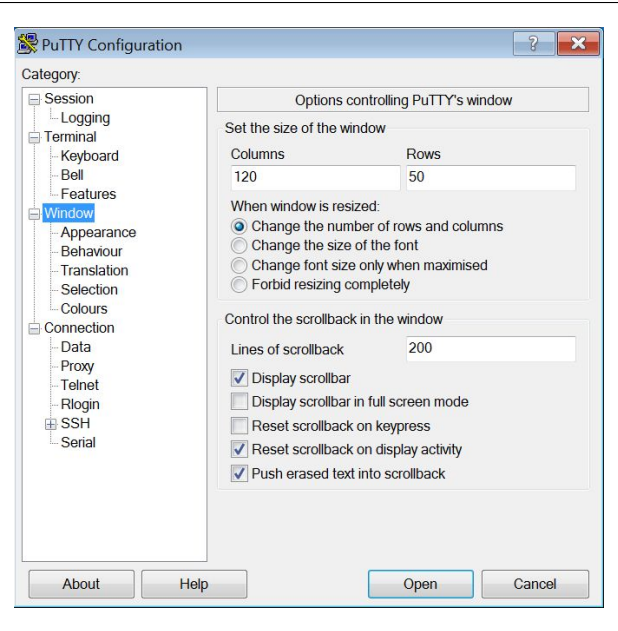 PuTTY Configuration
?
Category:
Session
Logging
Terminal
Keyboard
Bell
Features
Window
Appearance
Behaviour
Translation
Selection
Colours
Connection
Data
Proxy
Telnet
Rlogin
SSH
Serial
Options controlling PuTTY's window
Set the size of the window
Columns Rows
120 50
When window is resized:
Change the number of rows and columns
Change the size of the font
Change font size only when maximised
Forbid resizing completely
Control the scrollback in the window
Lines of scrollback 200
Display scrollbar
Display scrollbar in full screen mode
Reset scrollback on keypress
Reset scrollback on display activity
Push erased text into scrollback
About Help Open Cancel